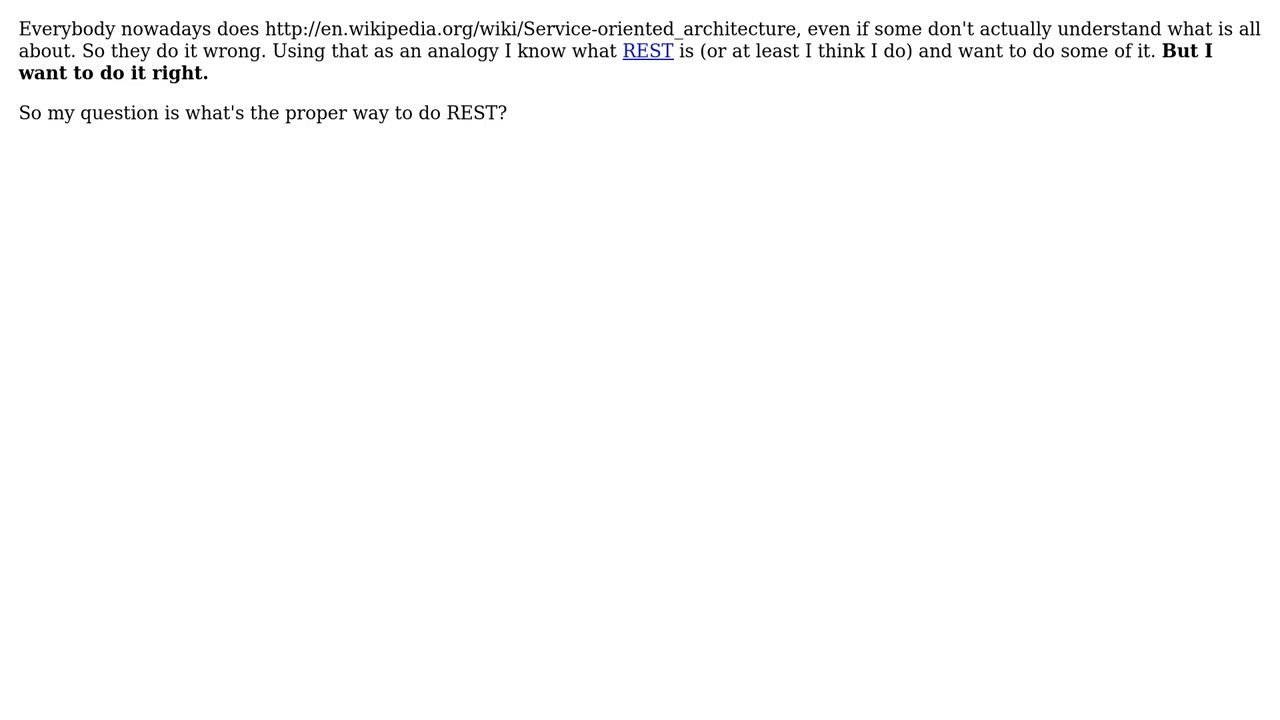 Everybody nowadays does http://en.wikipedia.org/wiki/Service-oriented_architecture, even if some don't actually understand what is all
about. So they do it wrong. Using that as an analogy I know what REST is (or at least I think I do) and want to do some of it. But I
want to do it right.
So my question is what's the proper way to do REST?